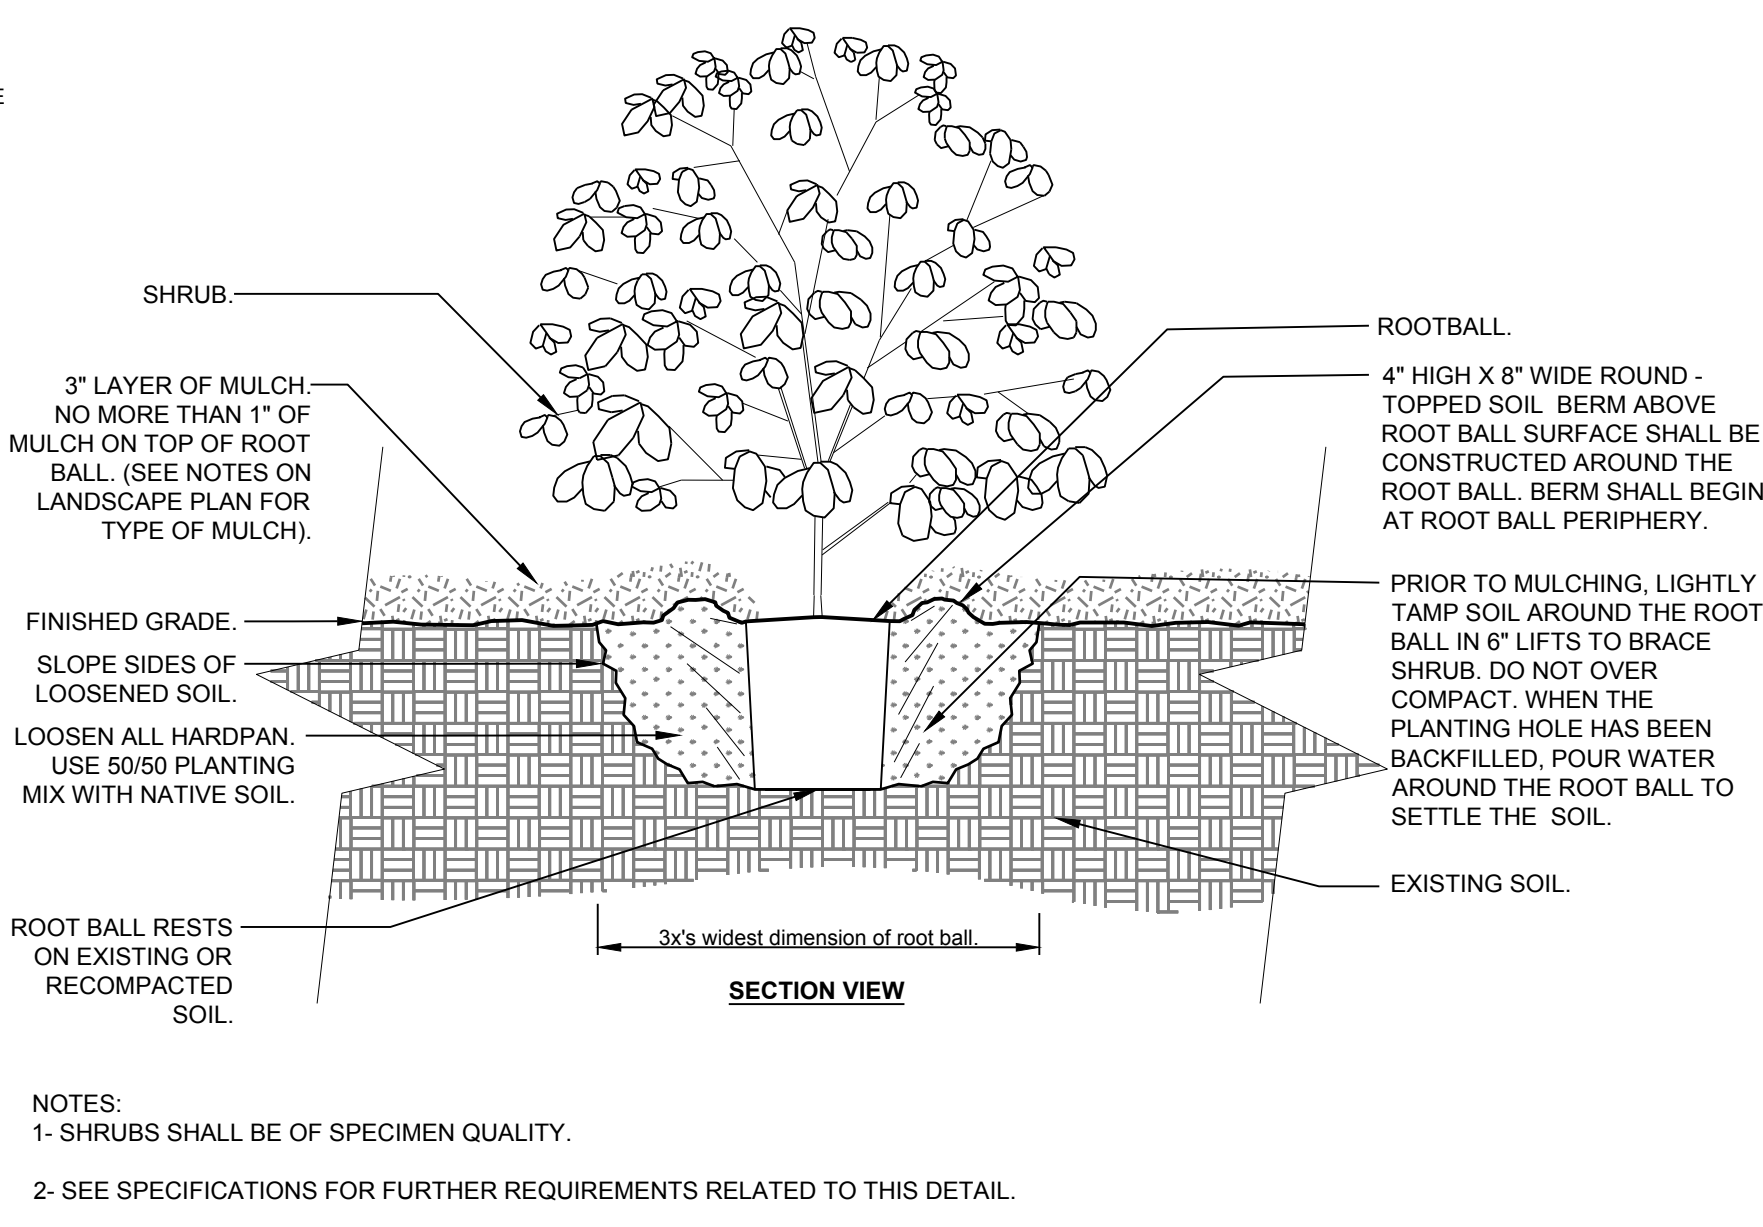 E
SHRUB.
3" LAYER OF MULCH.
NO MORE THAN 1" OF
MULCH ON TOP OF ROOT
BALL. (SEE NOTES ON
LANDSCAPE PLAN FOR
TYPE OF MULCH).
FINISHED GRADE.
SLOPE SIDES OF
LOOSENED SOIL.
LOOSEN ALL HARDPAN.
USE 50/50 PLANTING
MIX WITH NATIVE SOIL.
ROOT BALL RESTS
ON EXISTING OR
RECOMPACTED
SOIL.
ROOTBALL.
4" HIGH X 8" WIDE ROUND -
TOPPED SOIL BERM ABOVE
ROOT BALL SURFACE SHALL BE
CONSTRUCTED AROUND THE
ROOT BALL. BERM SHALL BEGIN
AT ROOT BALL PERIPHERY.
PRIOR TO MULCHING, LIGHTLY
TAMP SOIL AROUND THE ROOT
BALL IN 6" LIFTS TO BRACE
SHRUB. DO NOT OVER
COMPACT. WHEN THE
PLANTING HOLE HAS BEEN
BACKFILLED, POUR WATER
AROUND THE ROOT BALL TO
SETTLE THE SOIL.
EXISTING SOIL.
3x's widest dimension of root ball.
SECTION VIEW
NOTES:
1- SHRUBS SHALL BE OF SPECIMEN QUALITY.
2- SEE SPECIFICATIONS FOR FURTHER REQUIREMENTS RELATED TO THIS DETAIL.